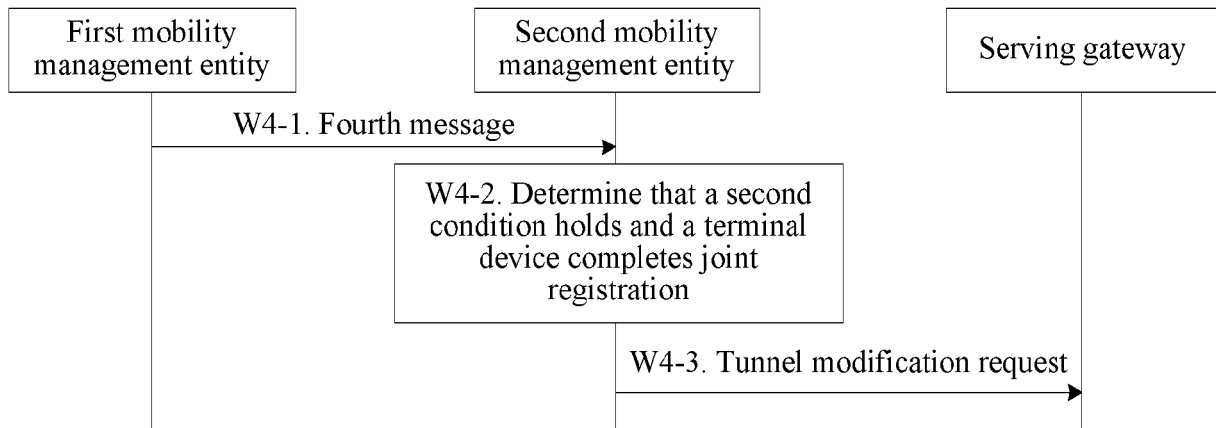 First mobility
management entity
Second mobility
management entity
Serving gateway
W4-1. Fourth message
W4-2. Determine that a second
condition holds and a terminal
device completes joint
registration
W4-3. Tunnel modification request